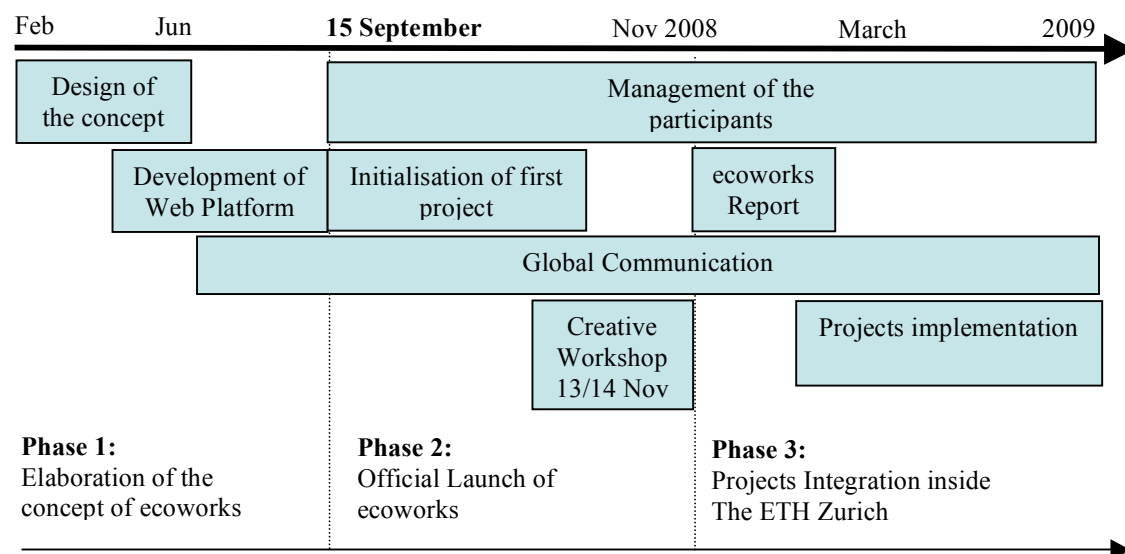 Feb Jun 15 September Nov 2008 March 2009
Design of
the concept
Management of the
participants
Development of
Web Platform
Initialisation of first
project
ecoworks
Report
Global Communication
Creative
Workshop
13/14 Nov
Projects implementation
Phase 1:
Elaboration of the
concept of ecoworks
Phase 2:
Official Launch of
ecoworks
Phase 3:
Projects Integration inside
The ETH Zurich